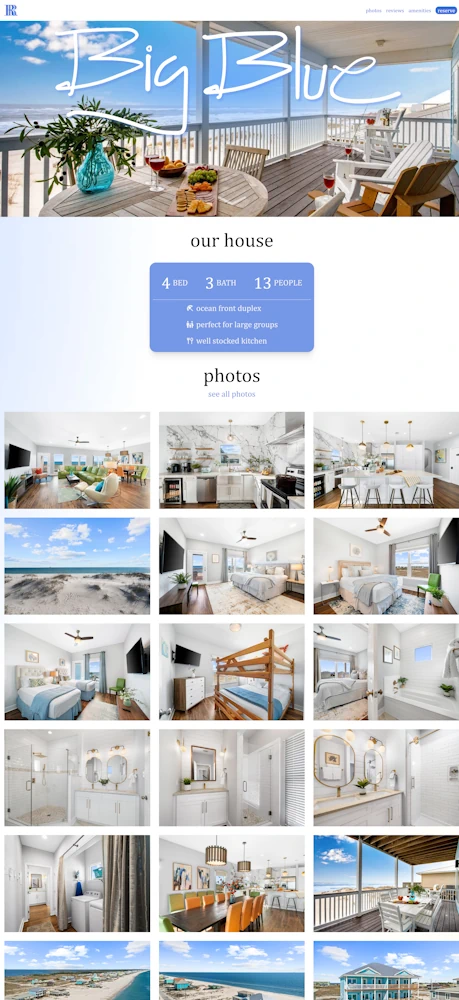 photos reviews amenities reserve
Big Blue
our house
4 BED 3 BATH 13 PEOPLE
ocean front duplex
perfect for large groups
well stocked kitchen
photos
see all photos